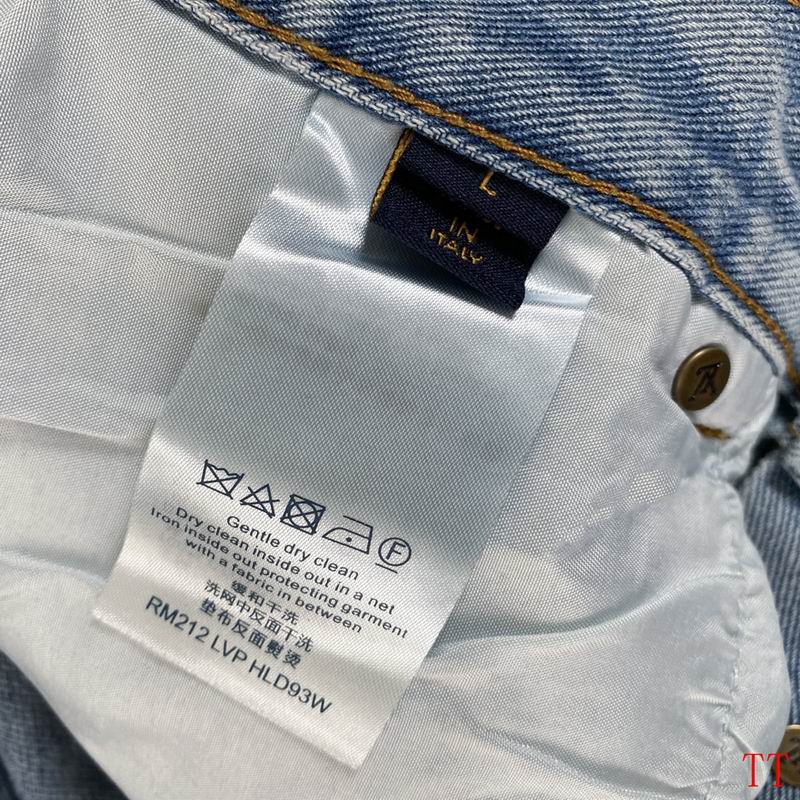 L
IN
ITALY
F
Gentle dry clean
Dry clean inside out in a net
Iron inside out protecting garment
with a fabric in between
缓和干洗
洗网中反面干洗
垫布反面熨烫
RM212 LVP HLD93W
TT